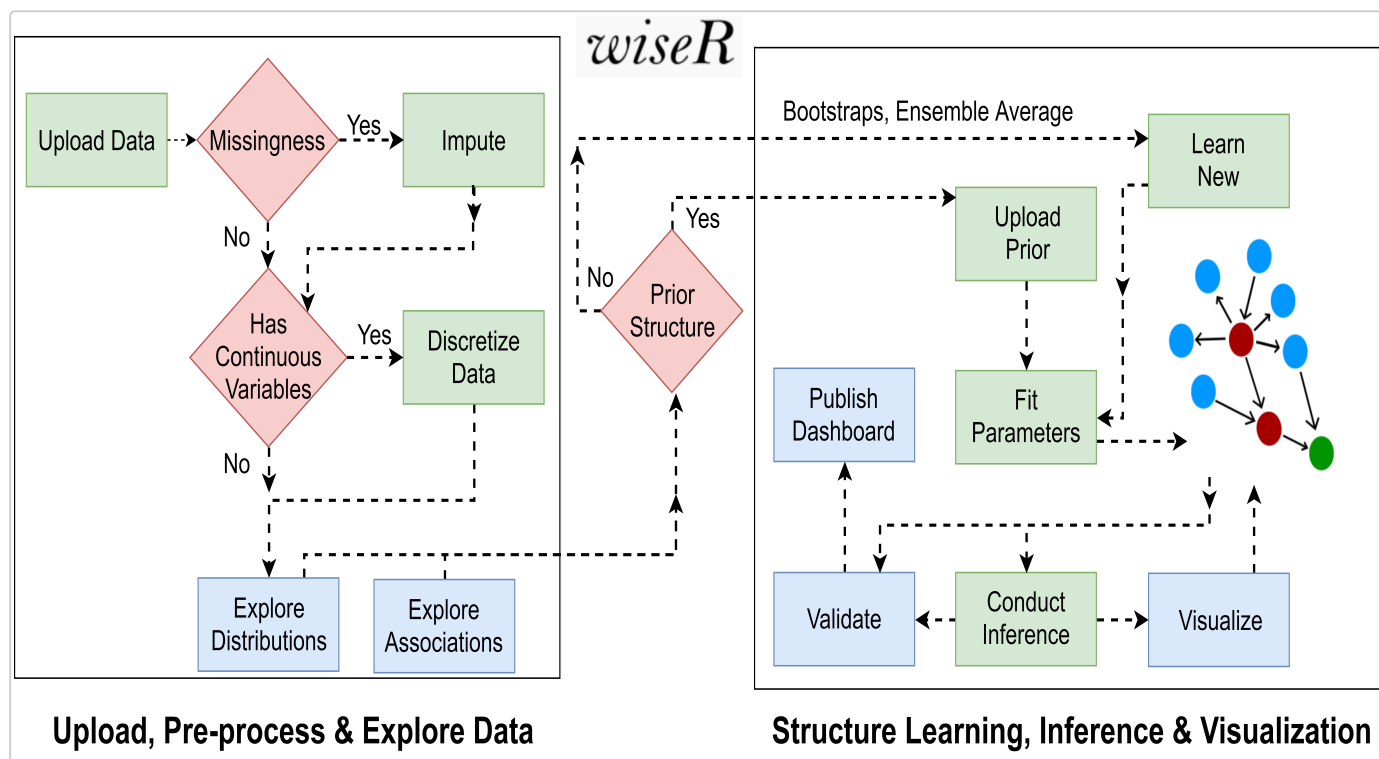 wiseR
Upload Data
Missingness
Yes
Impute
No
Has
Continuous
Variables
Yes
Discretize
Data
No
Explore
Distributions
Explore
Associations
Upload, Pre-process & Explore Data
Prior
Structure
No
Yes
Bootstraps, Ensemble Average
Learn
New
Upload
Prior
Fit
Parameters
Publish
Dashboard
Validate
Conduct
Inference
Visualize
Structure Learning, Inference & Visualization